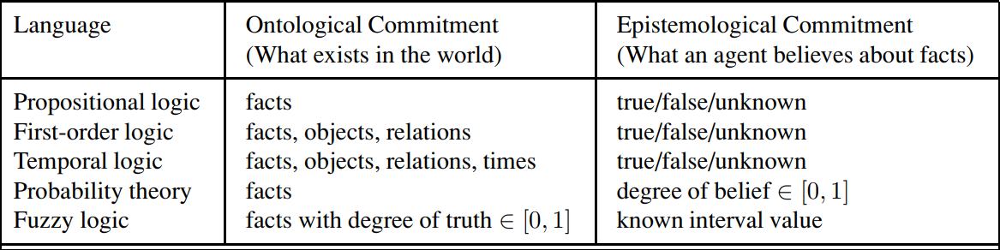 Language Ontological Commitment Epistemological Commitment
(What exists in the world) (What an agent believes about facts)
Propositional logic facts true/false/unknown
First-order logic facts, objects, relations true/false/unknown
Temporal logic facts, objects, relations, times true/false/unknown
Probability theory facts degree of belief ∈ [0, 1]
Fuzzy logic facts with degree of truth ∈ [0, 1] known interval value